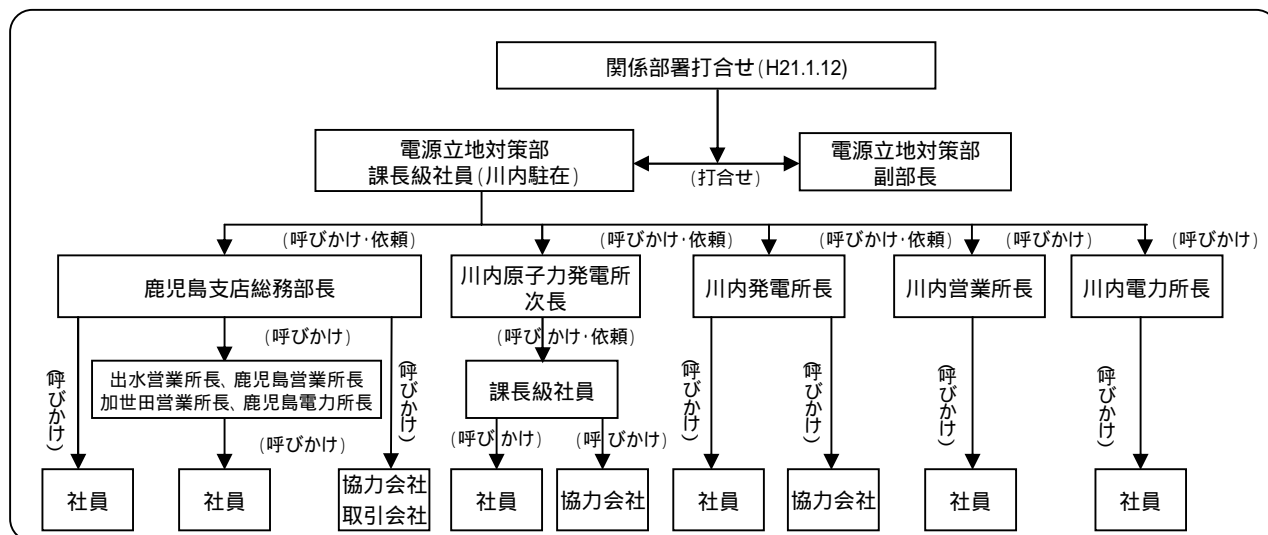 関係部署打合せ(H21.1.12)
電源立地対策部
課長級社員(川内駐在)
(打合せ)
電源立地対策部
副部長
(呼びかけ・依頼)
(呼びかけ・依頼)
(呼びかけ・依頼)
(呼びかけ)
(呼びかけ)
鹿児島支店総務部長
川内原子力発電所
次長
川内発電所長
川内営業所長
川内電力所長
(呼びかけ)
(呼びかけ)
(呼びかけ)
(呼びかけ・依頼)
(呼びかけ)
(呼びかけ)
(呼びかけ)
(呼びかけ)
出水営業所長、鹿児島営業所長
加世田営業所長、鹿児島電力所長
課長級社員
(呼びかけ)
(呼びかけ)
(呼びかけ)
社員
社員
協力会社
取引会社
社員
協力会社
社員
協力会社
社員
社員